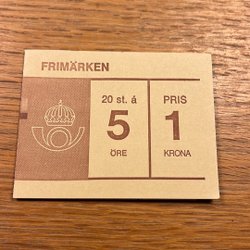 FRIMÄRKEN
20 st. á
5
ÖRE
PRIS
1
KRONA